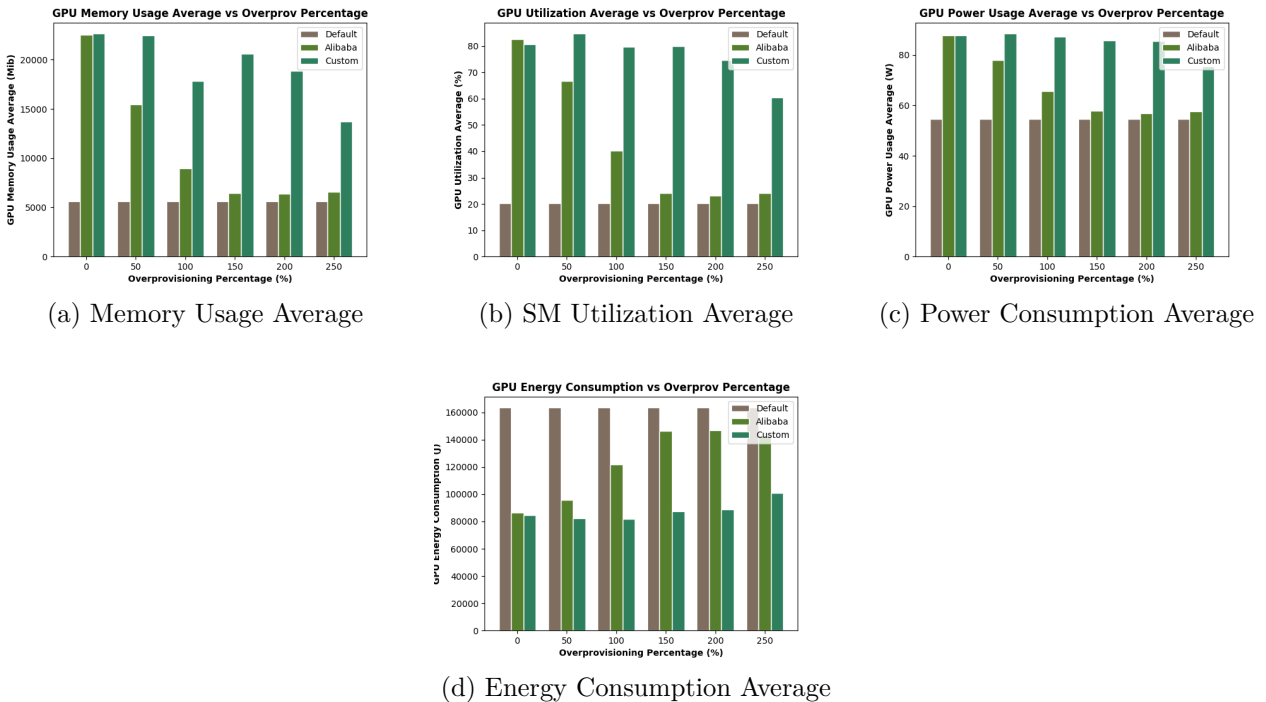 GPU Memory Usage Average vs Overprov Percentage
GPU Memory Usage Average (Mib)
20000
15000
10000
5000
0
Default
Alibaba
Custom
0 50 100 150 200 250
Overprovisioning Percentage (%)
(a) Memory Usage Average
GPU Utilization Average vs Overprov Percentage
GPU Utilization Average (%)
80
70
60
50
40
30
20
10
0
Default
Alibaba
Custom
0 50 100 150 200 250
Overprovisioning Percentage (%)
(b) SM Utilization Average
GPU Power Usage Average vs Overprov Percentage
GPU Power Usage Average (W)
80
60
40
20
0
Default
Alibaba
Custom
0 50 100 150 200 250
Overprovisioning Percentage (%)
(c) Power Consumption Average
GPU Energy Consumption vs Overprov Percentage
GPU Energy Consumption (J)
160000
140000
120000
100000
80000
60000
40000
20000
0
Default
Alibaba
Custom
0 50 100 150 200 250
Overprovisioning Percentage (%)
(d) Energy Consumption Average